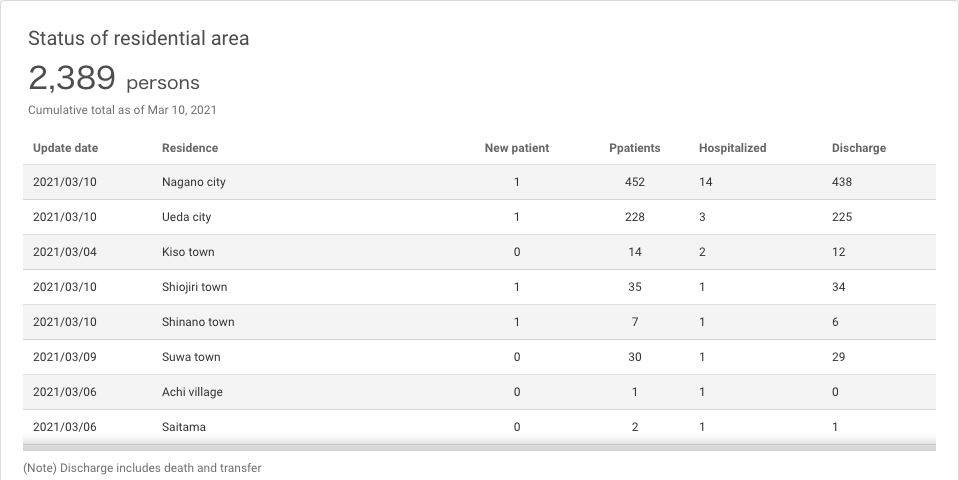 Status of residential area
2,389 persons
Cumulative total as of Mar 10, 2021
Update date Residence New patient Ppatients Hospitalized Discharge
2021/03/10 Nagano city 1 452 14 438
2021/03/10 Ueda city 1 228 3 225
2021/03/04 Kiso town 0 14 2 12
2021/03/10 Shiojiri town 1 35 1 34
2021/03/10 Shinano town 1 7 1 6
2021/03/09 Suwa town 0 30 1 29
2021/03/06 Achi village 0 1 1 0
2021/03/06 Saitama 0 2 1 1
(Note) Discharge includes death and transfer